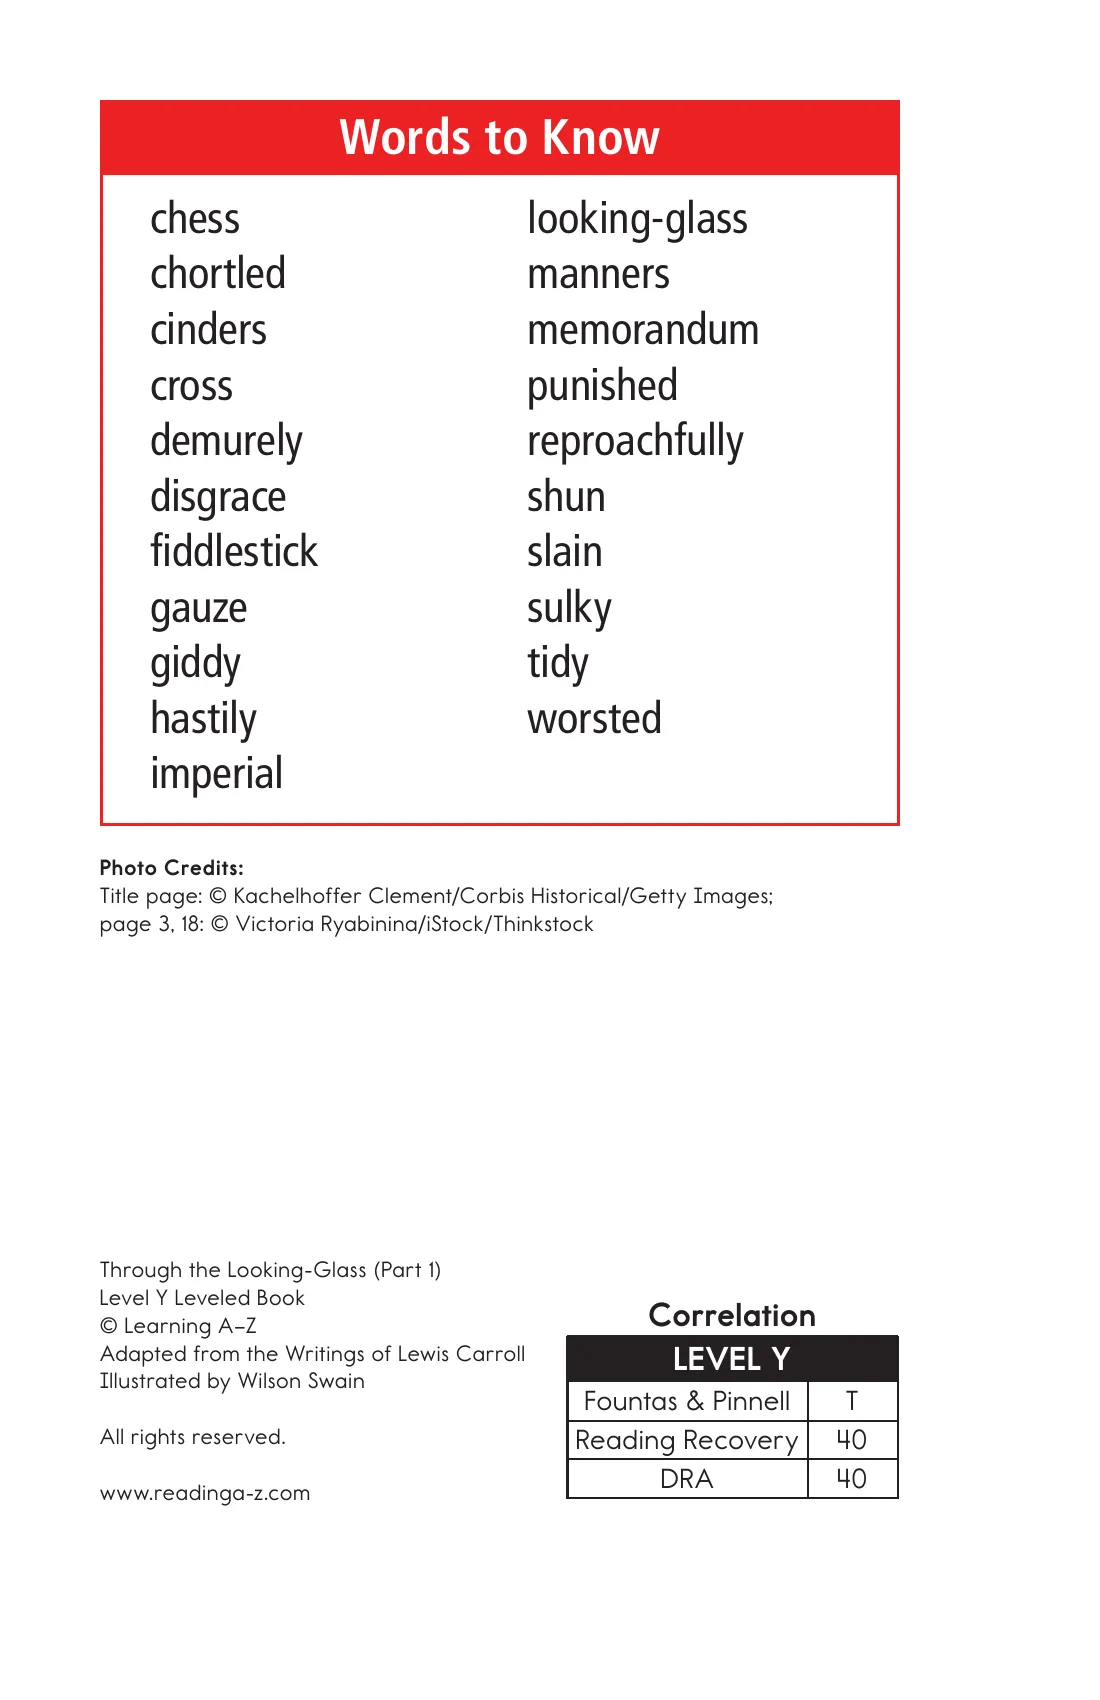 Words to Know
chess
chortled
cinders
cross
demurely
disgrace
fiddlestick
gauze
giddy
hastily
imperial
looking-glass
manners
memorandum
punished
reproachfully
shun
slain
sulky
tidy
worsted
Photo Credits:
Title page: © Kachelhoffer Clement/Corbis Historical/Getty Images;
page 3, 18: © Victoria Ryabinina/iStock/Thinkstock
Through the Looking-Glass (Part 1)
Level Y Leveled Book
© Learning A–Z
Adapted from the Writings of Lewis Carroll
Illustrated by Wilson Swain
All rights reserved.
www.readinga-z.com
Correlation
LEVEL Y
Fountas & Pinnell T
Reading Recovery 40
DRA 40